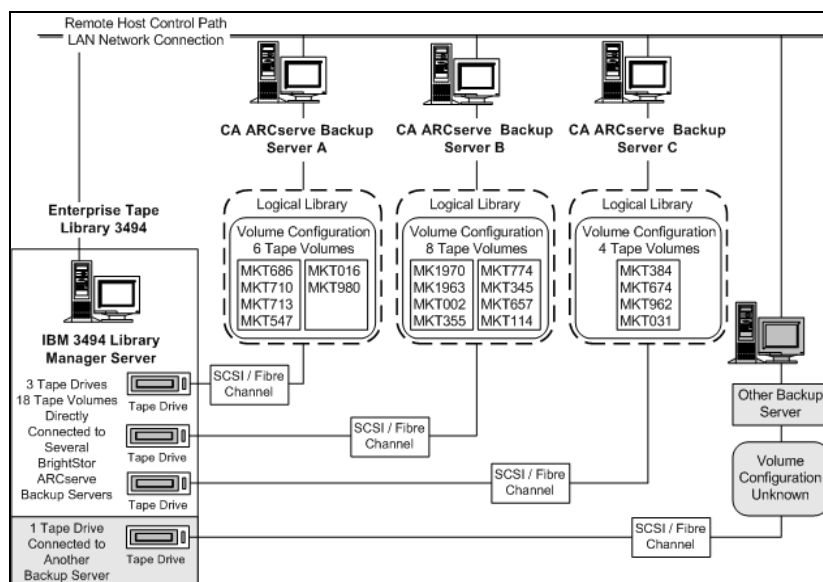 Remote Host Control Path
LAN Network Connection
CA ARCserve Backup
Server A
CA ARCserve Backup
Server B
CA ARCserve Backup
Server C
Enterprise Tape
Library 3494
IBM 3494 Library
Manager Server
Logical Library
Volume Configuration
6 Tape Volumes
MKT686
MKT710
MKT713
MKT547
MKT016
MKT980
Logical Library
Volume Configuration
8 Tape Volumes
MK1970
MK1963
MKT002
MKT355
MKT774
MKT345
MKT657
MKT114
Logical Library
Volume Configuration
4 Tape Volumes
MKT384
MKT674
MKT962
MKT031
3 Tape Drives
18 Tape Volumes
Directly
Connected to
Several
BrightStor
ARCserve
Backup Servers
Tape Drive
Tape Drive
Tape Drive
SCSI / Fibre
Channel
SCSI / Fibre
Channel
SCSI / Fibre
Channel
Other Backup
Server
Volume
Configuration
Unknown
1 Tape Drive
Connected to
Another
Backup Server
Tape Drive
SCSI / Fibre
Channel